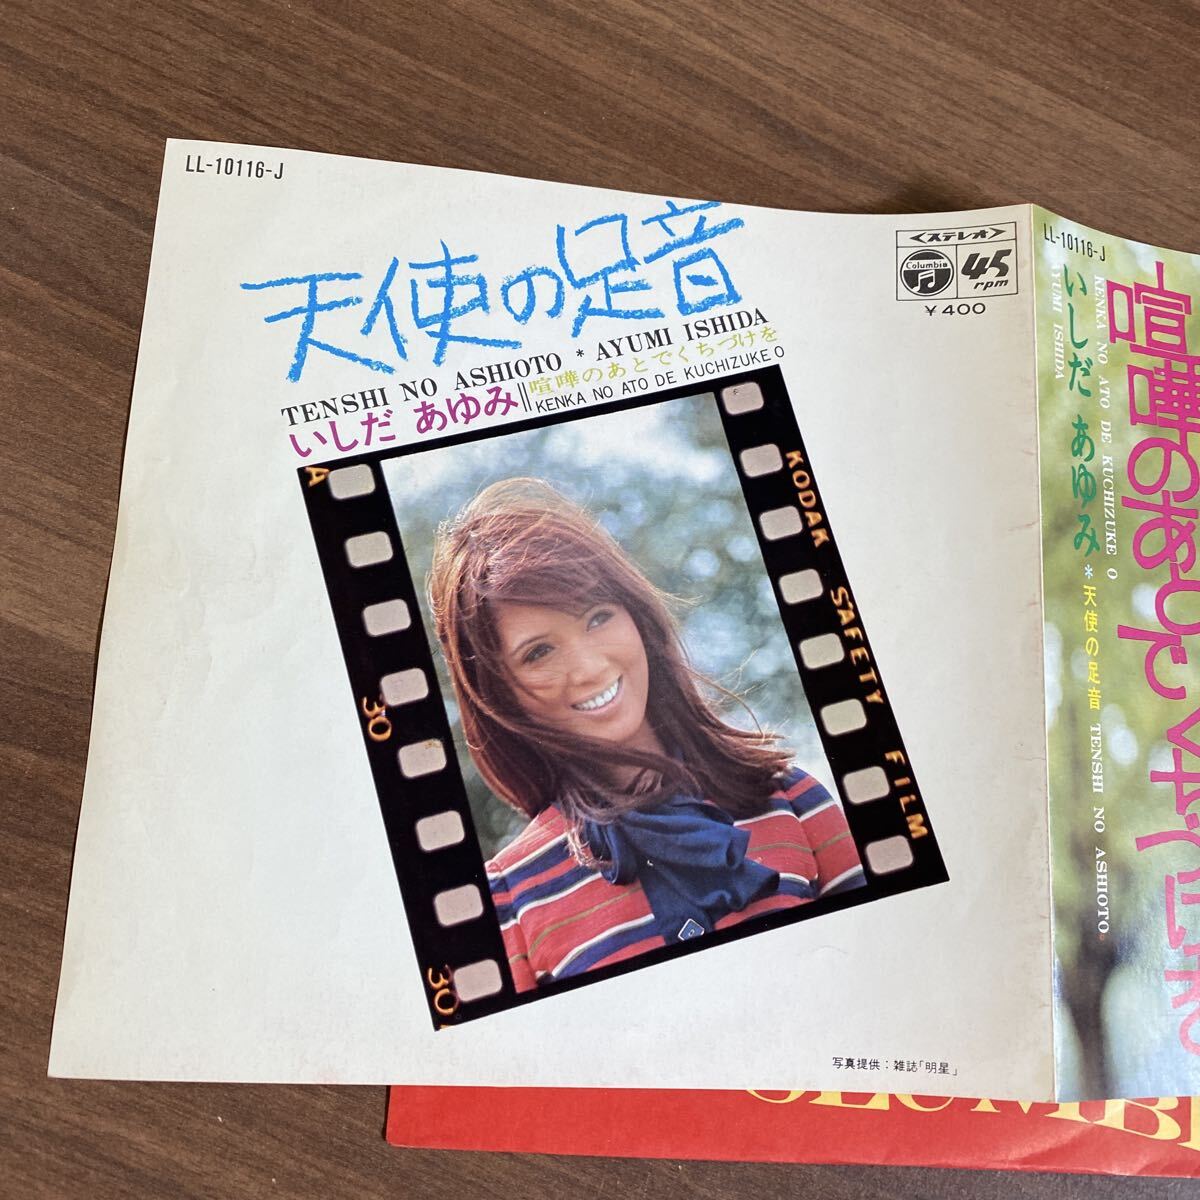 LL-10116-J
天使の足音
TENSHI NO ASHIOTO * AYUMI ISHIDA
いしだ あゆみ
喧嘩のあとでくちづけを
KENKA NO ATO DE KUCHIZUKE O
<ステレオ>
Columbia
45
rpm
¥400
A
30
30
KODAK SAFETY FILM
写真提供:雑誌「明星」
LL-10116-J
喧嘩のあとでくちづけを
KENKA NO ATO DE KUCHIZUKE O
いしだ あゆみ*天使の足音 TENSHI NO ASHIOTO
AYUMI ISHIDA